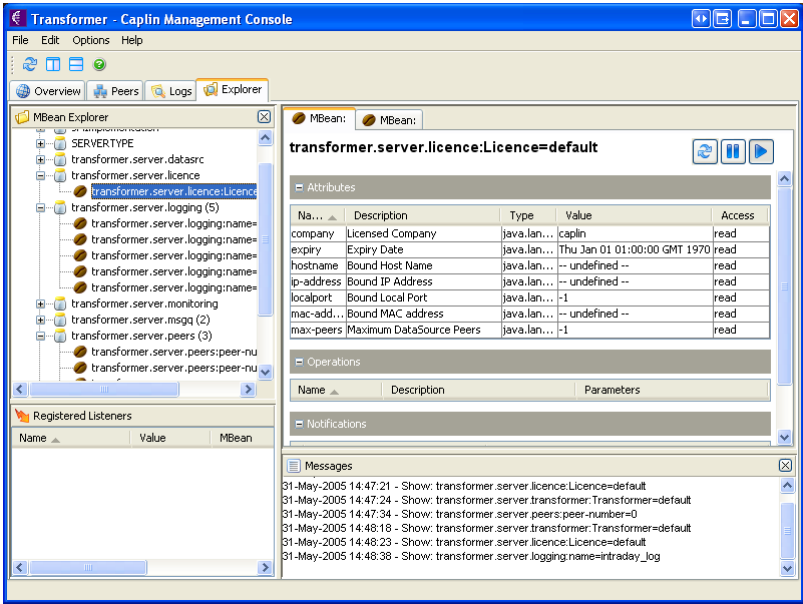 Transformer - Caplin Management Console
File Edit Options Help
Overview Peers Logs Explorer
MBean Explorer
SERVERTYPE
transformer.server.datasrc
transformer.server.licence
transformer.server.licence:Licence
transformer.server.logging (5)
transformer.server.logging:name=
transformer.server.logging:name=
transformer.server.logging:name=
transformer.server.logging:name=
transformer.server.logging:name=
transformer.server.monitoring
transformer.server.msgq (2)
transformer.server.peers (3)
transformer.server.peers:peer-nu
transformer.server.peers:peer-nu
Registered Listeners
Name Value MBean
MBean: MBean:
transformer.server.licence:Licence=default
Attributes
Na... Description Type Value Access
company Licensed Company java.lan... caplin read
expiry Expiry Date java.lan... Thu Jan 01 01:00:00 GMT 1970 read
hostname Bound Host Name java.lan... -- undefined -- read
ip-address Bound IP Address java.lan... -- undefined -- read
localport Bound Local Port java.lan... -1 read
mac-add... Bound MAC address java.lan... -- undefined -- read
max-peers Maximum DataSource Peers java.lan... -1 read
Operations
Name Description Parameters
Notifications
Messages
31-May-2005 14:47:21 - Show: transformer.server.licence:Licence=default
31-May-2005 14:47:24 - Show: transformer.server.transformer:Transformer=default
31-May-2005 14:47:34 - Show: transformer.server.peers:peer-number=0
31-May-2005 14:48:18 - Show: transformer.server.transformer:Transformer=default
31-May-2005 14:48:23 - Show: transformer.server.licence:Licence=default
31-May-2005 14:48:38 - Show: transformer.server.logging:name=intraday_log